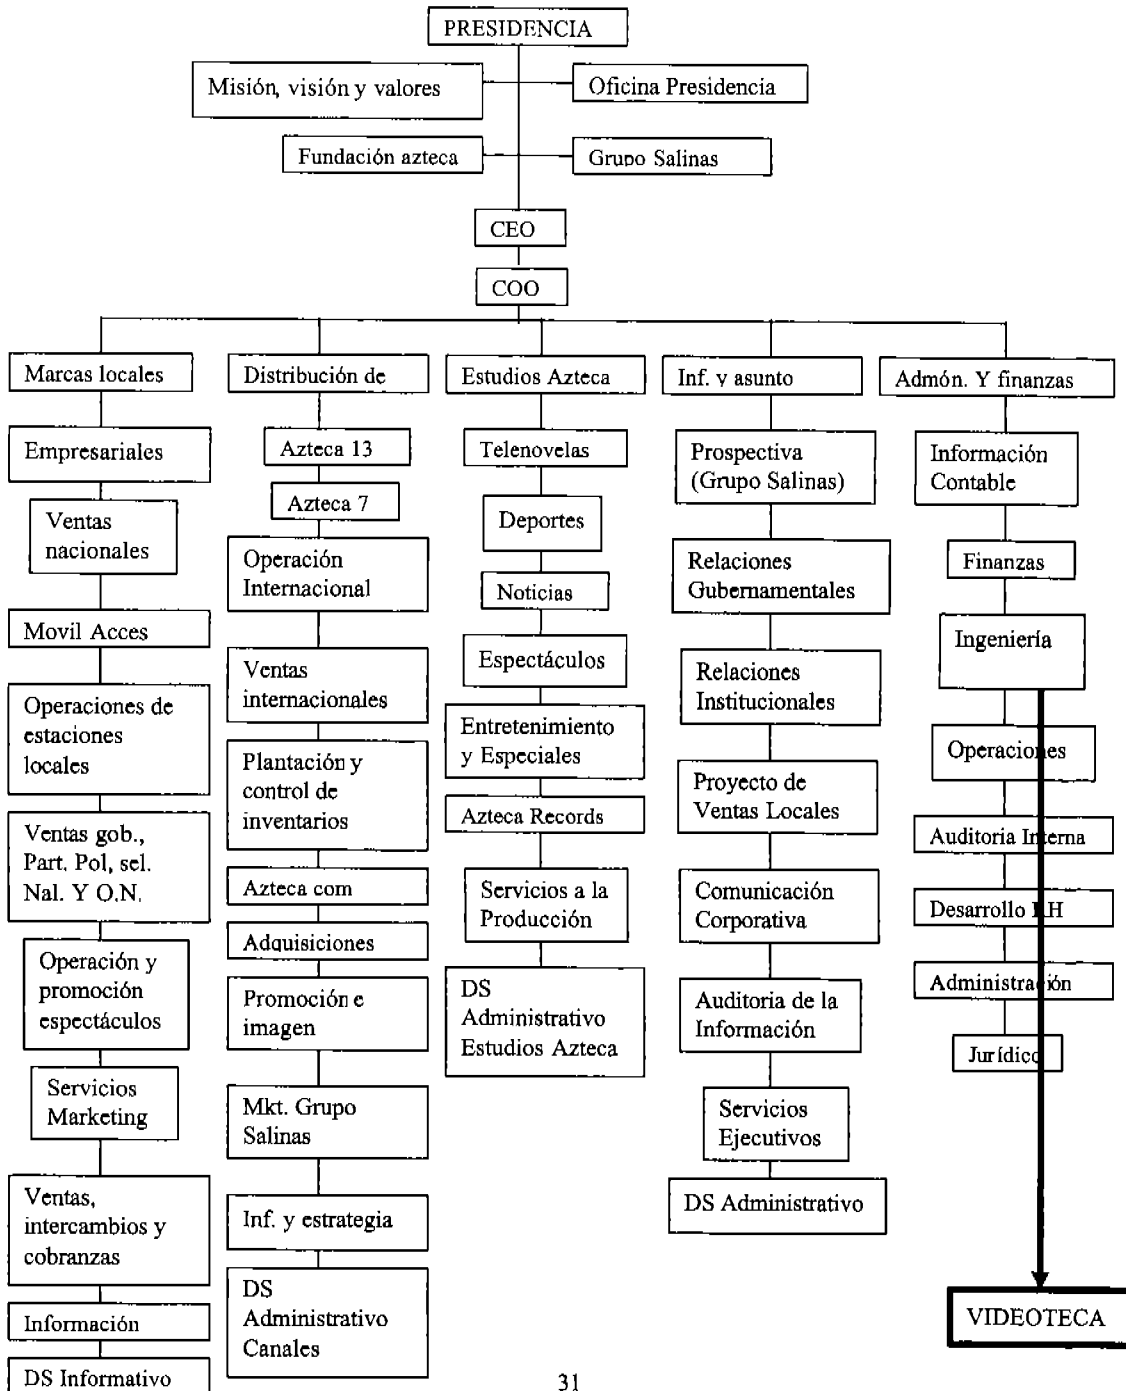 PRESIDENCIA
Misión, visión y valores
Oficina Presidencia
Fundación azteca
Grupo Salinas
CEO
COO
Marcas locales
Empresariales
Ventas
nacionales
Movil Acces
Operaciones de
estaciones
locales
Ventas gob.,
Part. Pol, sel.
Nal. Y O.N.
Operación y
promoción
espectáculos
Servicios
Marketing
Ventas,
intercambios y
cobranzas
Información
DS Informativo
Distribución de
Azteca 13
Azteca 7
Operación
Internacional
Ventas
internacionales
Plantación y
control de
inventarios
Azteca com
Adquisiciones
Promoción e
imagen
Mkt. Grupo
Salinas
Inf. y estrategia
DS
Administrativo
Canales
Estudios Azteca
Telenovelas
Deportes
Noticias
Espectáculos
Entretenimiento
y Especiales
Azteca Records
Servicios a la
Producción
DS
Administrativo
Estudios Azteca
Inf. y asunto
Prospectiva
(Grupo Salinas)
Relaciones
Gubernamentales
Relaciones
Institucionales
Proyecto de
Ventas Locales
Comunicación
Corporativa
Auditoria de la
Información
Servicios
Ejecutivos
DS Administrativo
Admón. Y finanzas
Información
Contable
Finanzas
Ingeniería
Operaciones
Auditoria Interna
Desarrollo RH
Administración
Jurídico
VIDEOTECA
31